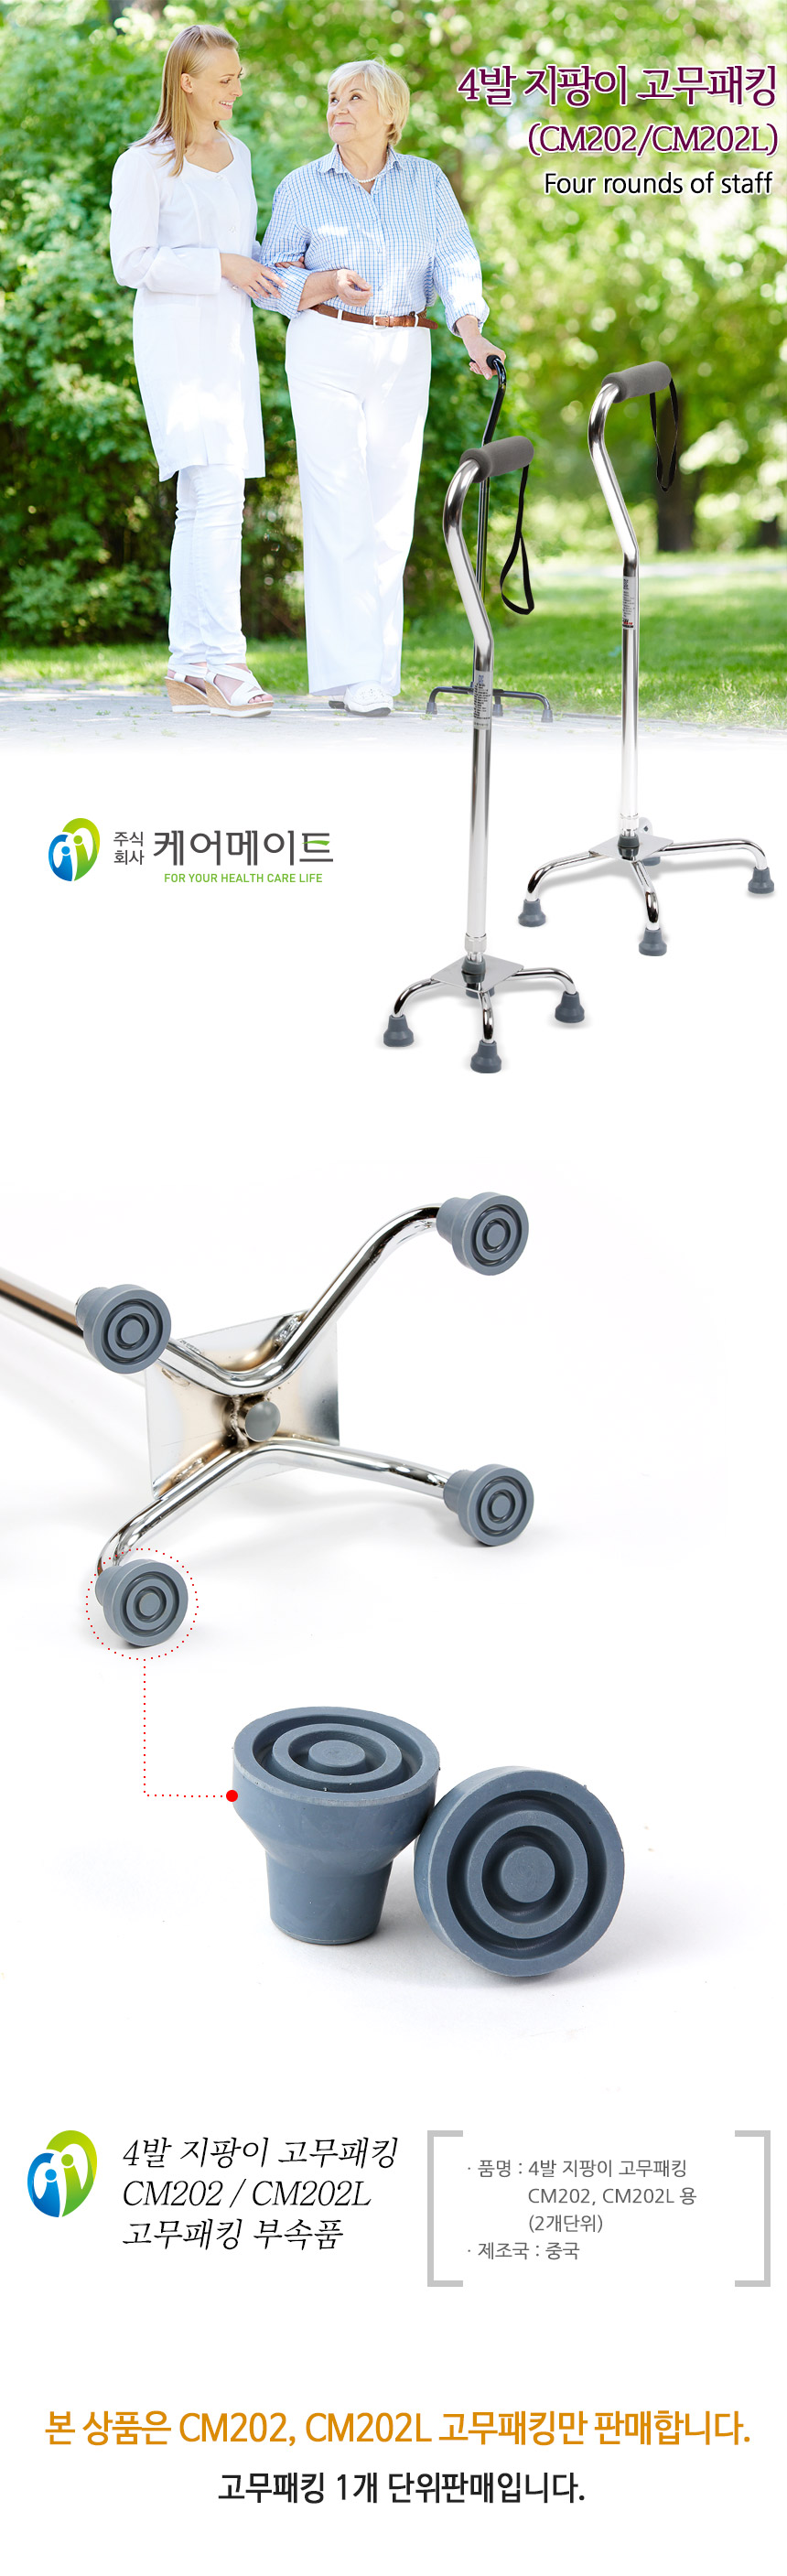 4발 지팡이 고무패킹
(CM202/CM202L)
Four rounds of staff
주식
회사
케어메이트
FOR YOUR HEALTH CARE LIFE
4발 지팡이 고무패킹
CM202 / CM202L
고무패킹 부속품
· 품명 : 4발 지팡이 고무패킹
CM202, CM202L 용
(2개단위)
· 제조국 : 중국
본 상품은 CM202, CM202L 고무패킹만 판매합니다.
고무패킹 1개 단위판매입니다.